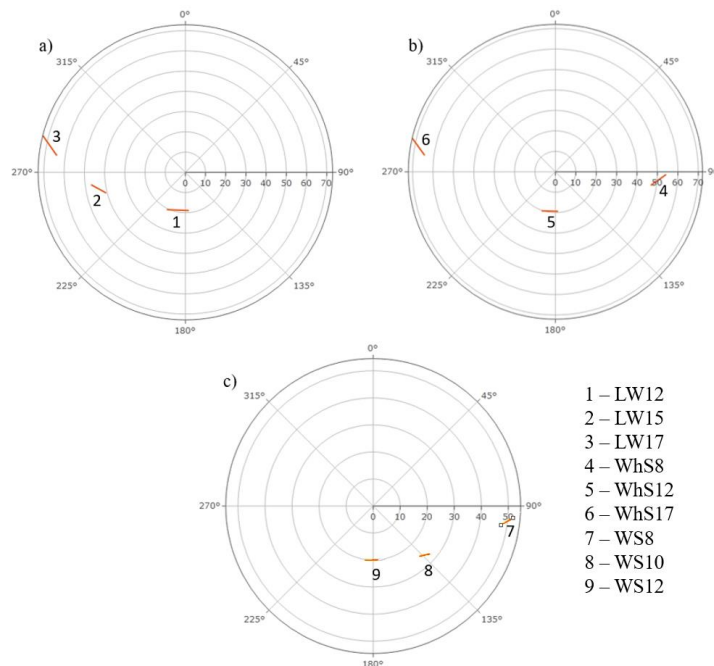 a)
0°
45°
90°
135°
180°
225°
270°
315°
0 10 20 30 40 50 60 70
3
2
1
b)
0°
45°
9
135°
180°
225°
270°
315°
0 10 20 30 40 50 60 70
6
4
5
c)
0°
45°
90°
135°
180°
225°
270°
315°
0 10 20 30 40 50
7
8
9
1 – LW12
2 – LW15
3 – LW17
4 – WhS8
5 – WhS12
6 – WhS17
7 – WS8
8 – WS10
9 – WS12